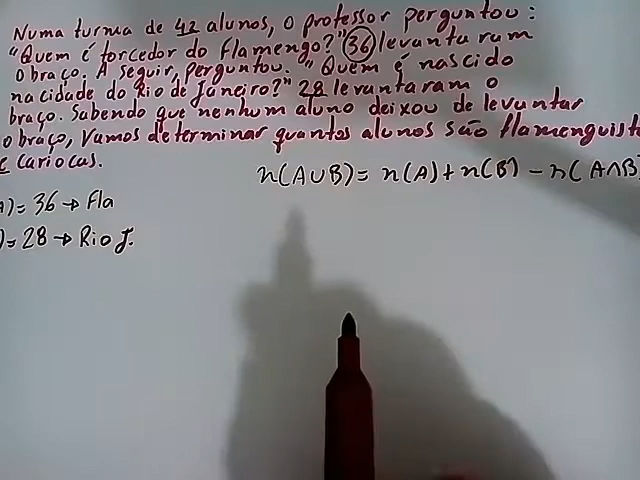 Numa turma de 42 alunos, o professor perguntou:
"Quem é torcedor do flamengo?" 36 levantaram
o braço. A seguir, perguntou: "Quem é nascido
na cidade do Rio de Janeiro?" 28 levantaram o
braço. Sabendo que nenhum aluno deixou de levantar
o braço, vamos determinar quantos alunos são flamenguist
e cariocas.
n(A∪B) = n(A) + n(B) - n(A∩B)
A) = 36 → Fla
) = 28 → Rio J.